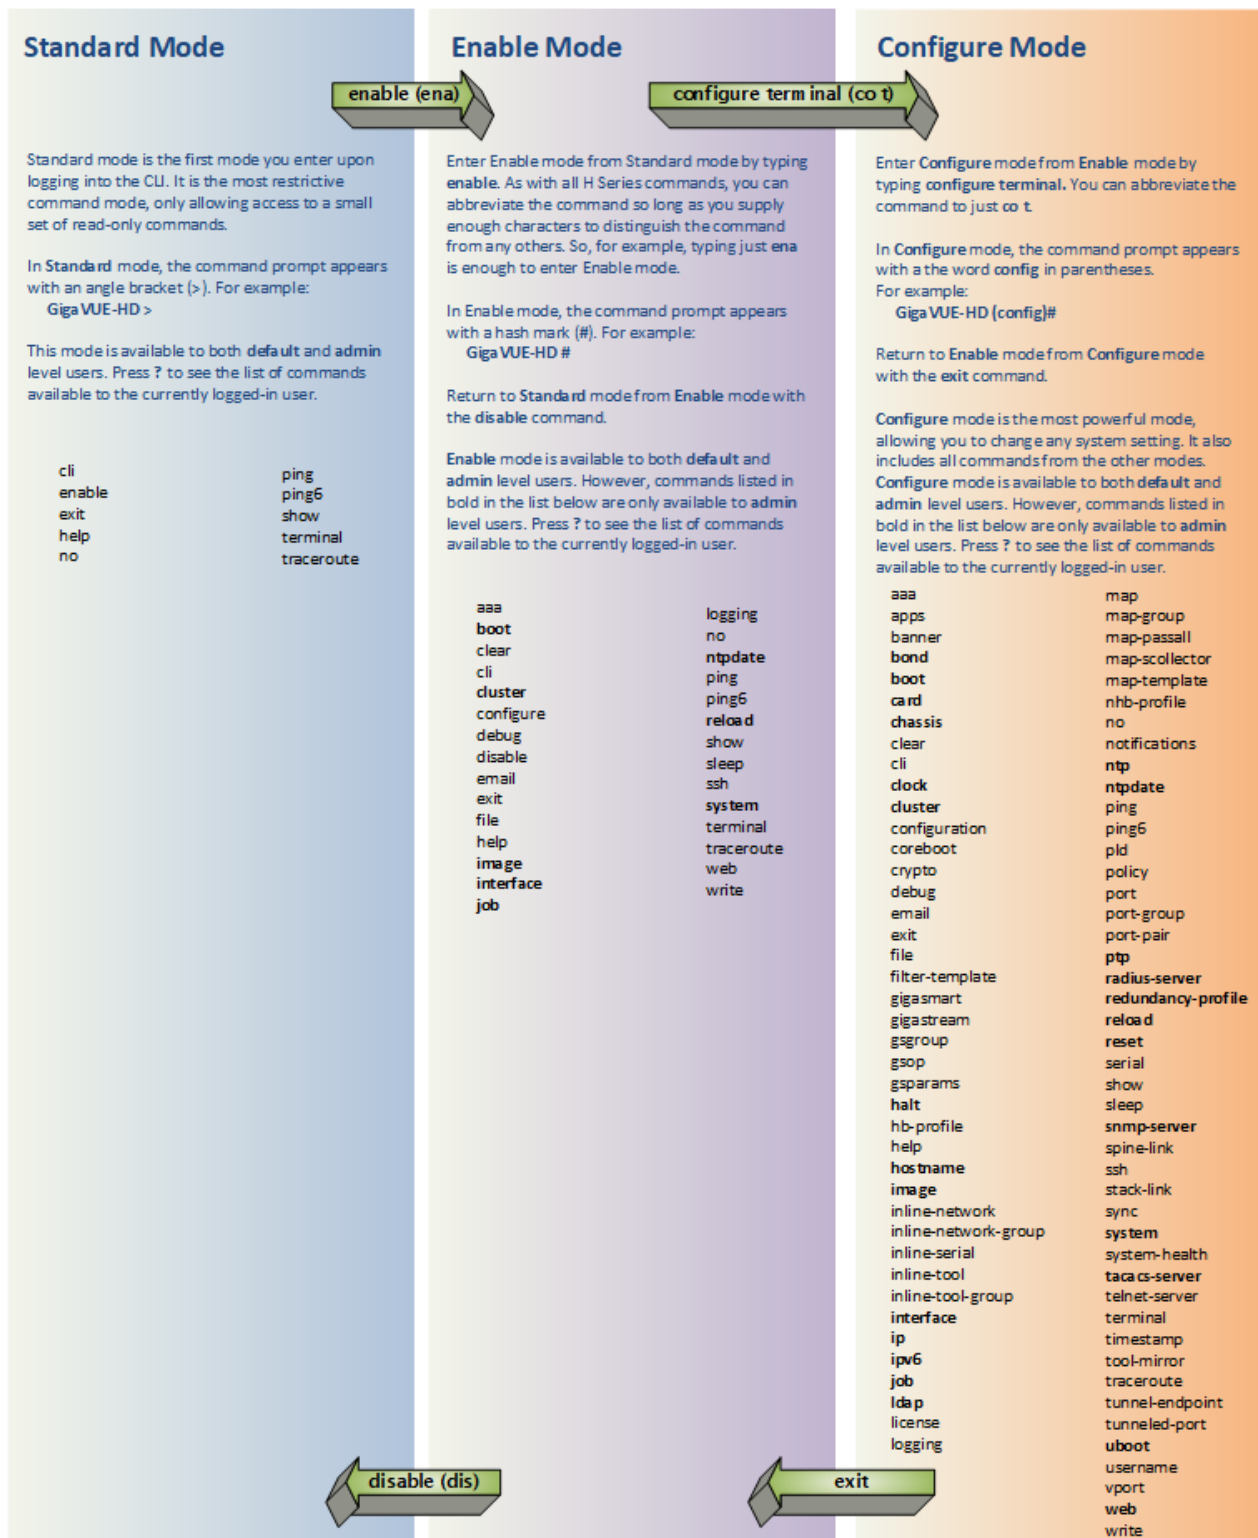 Standard Mode
enable (ena)
Standard mode is the first mode you enter upon
logging into the CLI. It is the most restrictive
command mode, only allowing access to a small
set of read-only commands.
In Standard mode, the command prompt appears
with an angle bracket (>). For example:
GigaVUE-HD >
This mode is available to both default and admin
level users. Press ? to see the list of commands
available to the currently logged-in user.
cli
enable
exit
help
no
ping
ping6
show
terminal
traceroute
disable (dis)
Enable Mode
configure terminal (co t)
Enter Enable mode from Standard mode by typing
enable. As with all H Series commands, you can
abbreviate the command so long as you supply
enough characters to distinguish the command
from any others. So, for example, typing just ena
is enough to enter Enable mode.
In Enable mode, the command prompt appears
with a hash mark (#). For example:
GigaVUE-HD #
Return to Standard mode from Enable mode with
the disable command.
Enable mode is available to both default and
admin level users. However, commands listed in
bold in the list below are only available to admin
level users. Press ? to see the list of commands
available to the currently logged-in user.
aaa
boot
clear
cli
cluster
configure
debug
disable
email
exit
file
help
image
interface
job
logging
no
ntpdate
ping
ping6
reload
show
sleep
ssh
system
terminal
traceroute
web
write
exit
Configure Mode
Enter Configure mode from Enable mode by
typing configure terminal. You can abbreviate the
command to just co t.
In Configure mode, the command prompt appears
with a the word config in parentheses.
For example:
GigaVUE-HD (config)#
Return to Enable mode from Configure mode
with the exit command.
Configure mode is the most powerful mode,
allowing you to change any system setting. It also
includes all commands from the other modes.
Configure mode is available to both default and
admin level users. However, commands listed in
bold in the list below are only available to admin
level users. Press ? to see the list of commands
available to the currently logged-in user.
aaa
apps
banner
bond
boot
card
chassis
clear
cli
clock
cluster
configuration
coreboot
crypto
debug
email
exit
file
filter-template
gigasmart
gigastream
gsgroup
gsop
gsparams
halt
hb-profile
help
hostname
image
inline-network
inline-network-group
inline-serial
inline-tool
inline-tool-group
interface
ip
ipv6
job
ldap
license
logging
map
map-group
map-passall
map-scollector
map-template
nhb-profile
no
notifications
ntp
ntpdate
ping
ping6
pld
policy
port
port-group
port-pair
ptp
radius-server
redundancy-profile
reload
reset
serial
show
sleep
snmp-server
spine-link
ssh
stack-link
sync
system
system-health
tacacs-server
telnet-server
terminal
timestamp
tool-mirror
traceroute
tunnel-endpoint
tunneled-port
uboot
username
vport
web
write